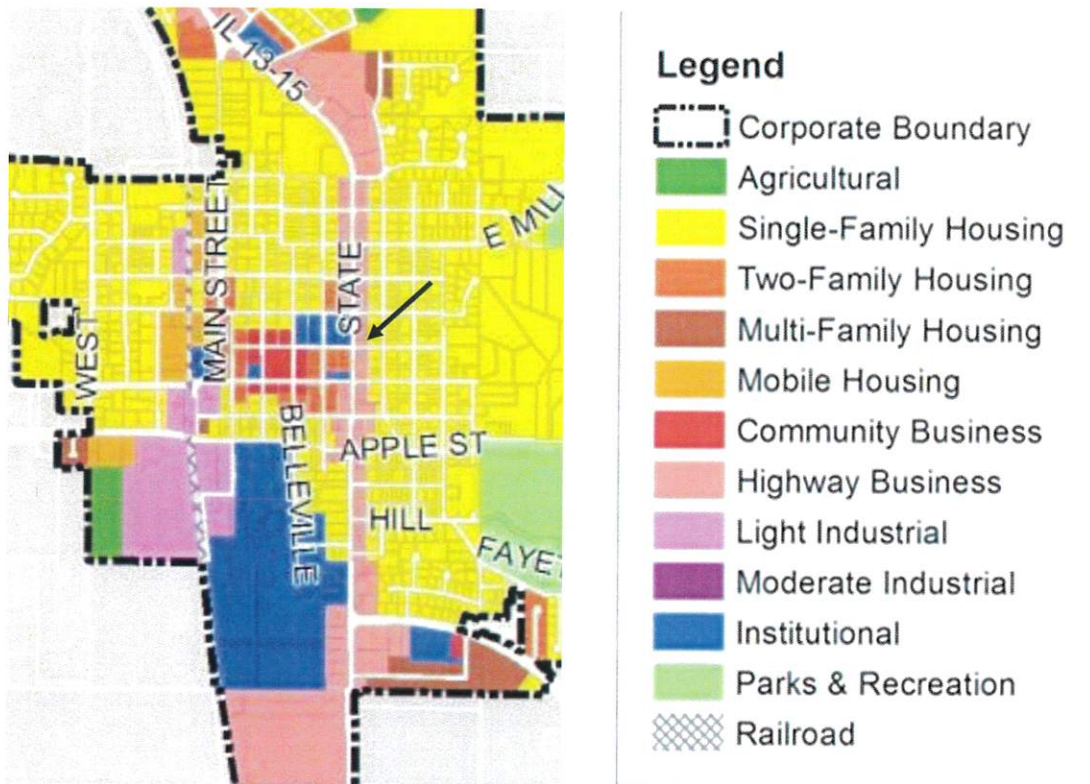 IL 13-15
MAIN STREET
E MILL
STATE
WEST
BELLEVILLE
APPLE ST
HILL
FAYET
Legend
Corporate Boundary
Agricultural
Single-Family Housing
Two-Family Housing
Multi-Family Housing
Mobile Housing
Community Business
Highway Business
Light Industrial
Moderate Industrial
Institutional
Parks & Recreation
Railroad